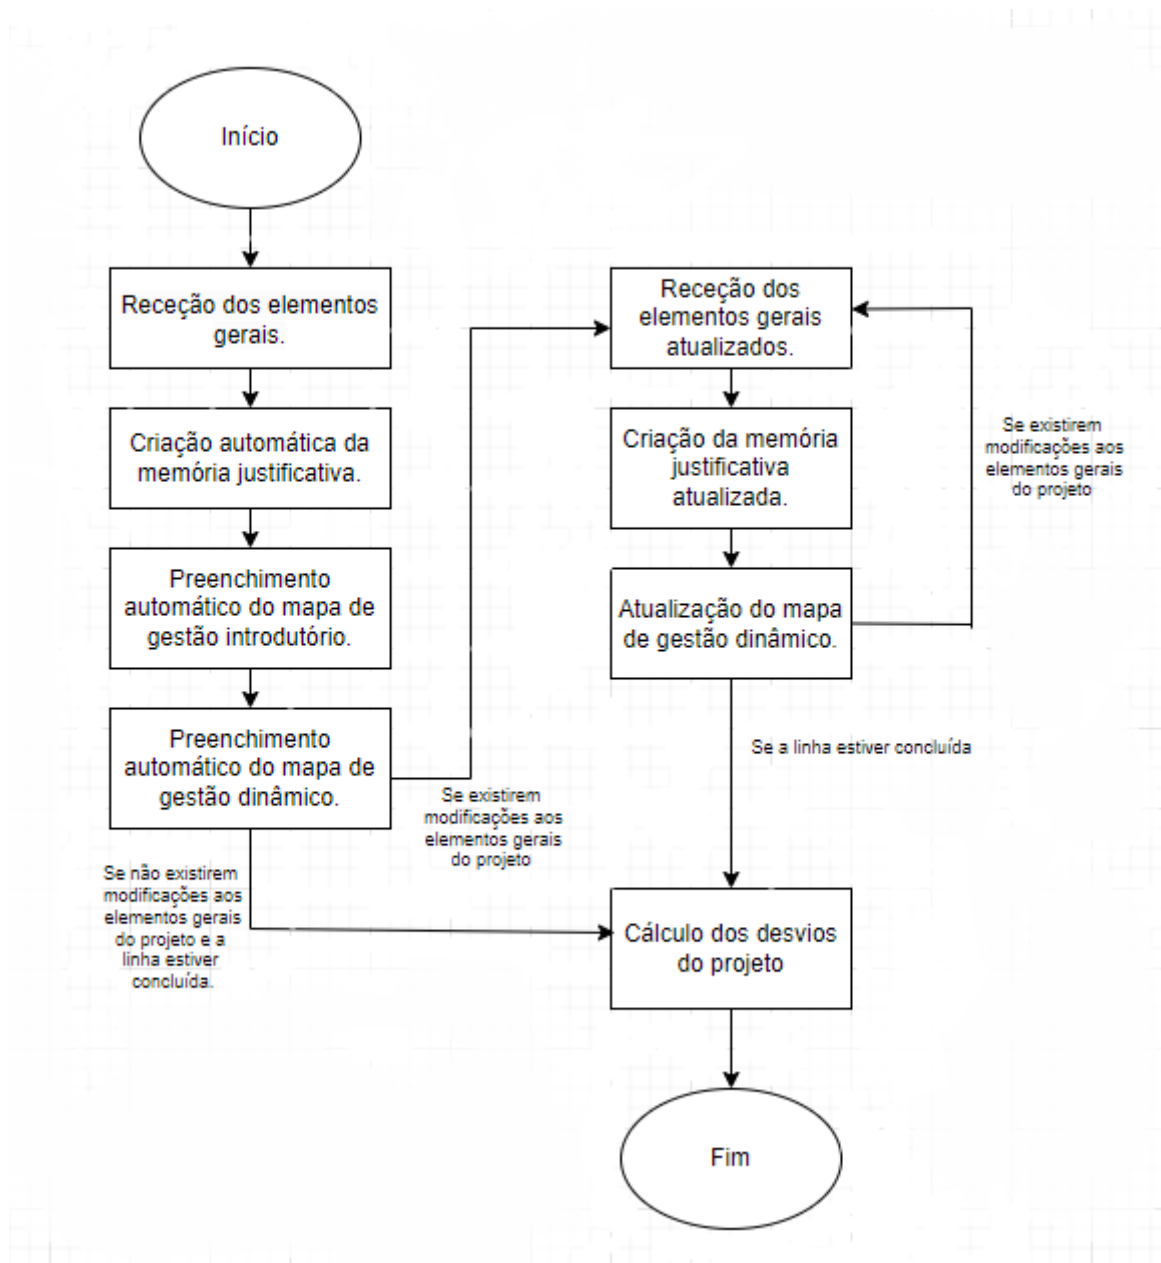 Início
Receção dos elementos
gerais.
Criação automática da
memória justificativa.
Preenchimento
automático do mapa de
gestão introdutório.
Preenchimento
automático do mapa de
gestão dinâmico.
Se existirem
modificações aos
elementos gerais
do projeto
Se não existirem
modificações aos
elementos gerais
do projeto e a
linha estiver
concluída.
Receção dos
elementos gerais
atualizados.
Criação da memória
justificativa
atualizada.
Atualização do mapa
de gestão dinâmico.
Se existirem
modificações aos
elementos gerais
do projeto
Se a linha estiver concluída
Cálculo dos desvios
do projeto
Fim